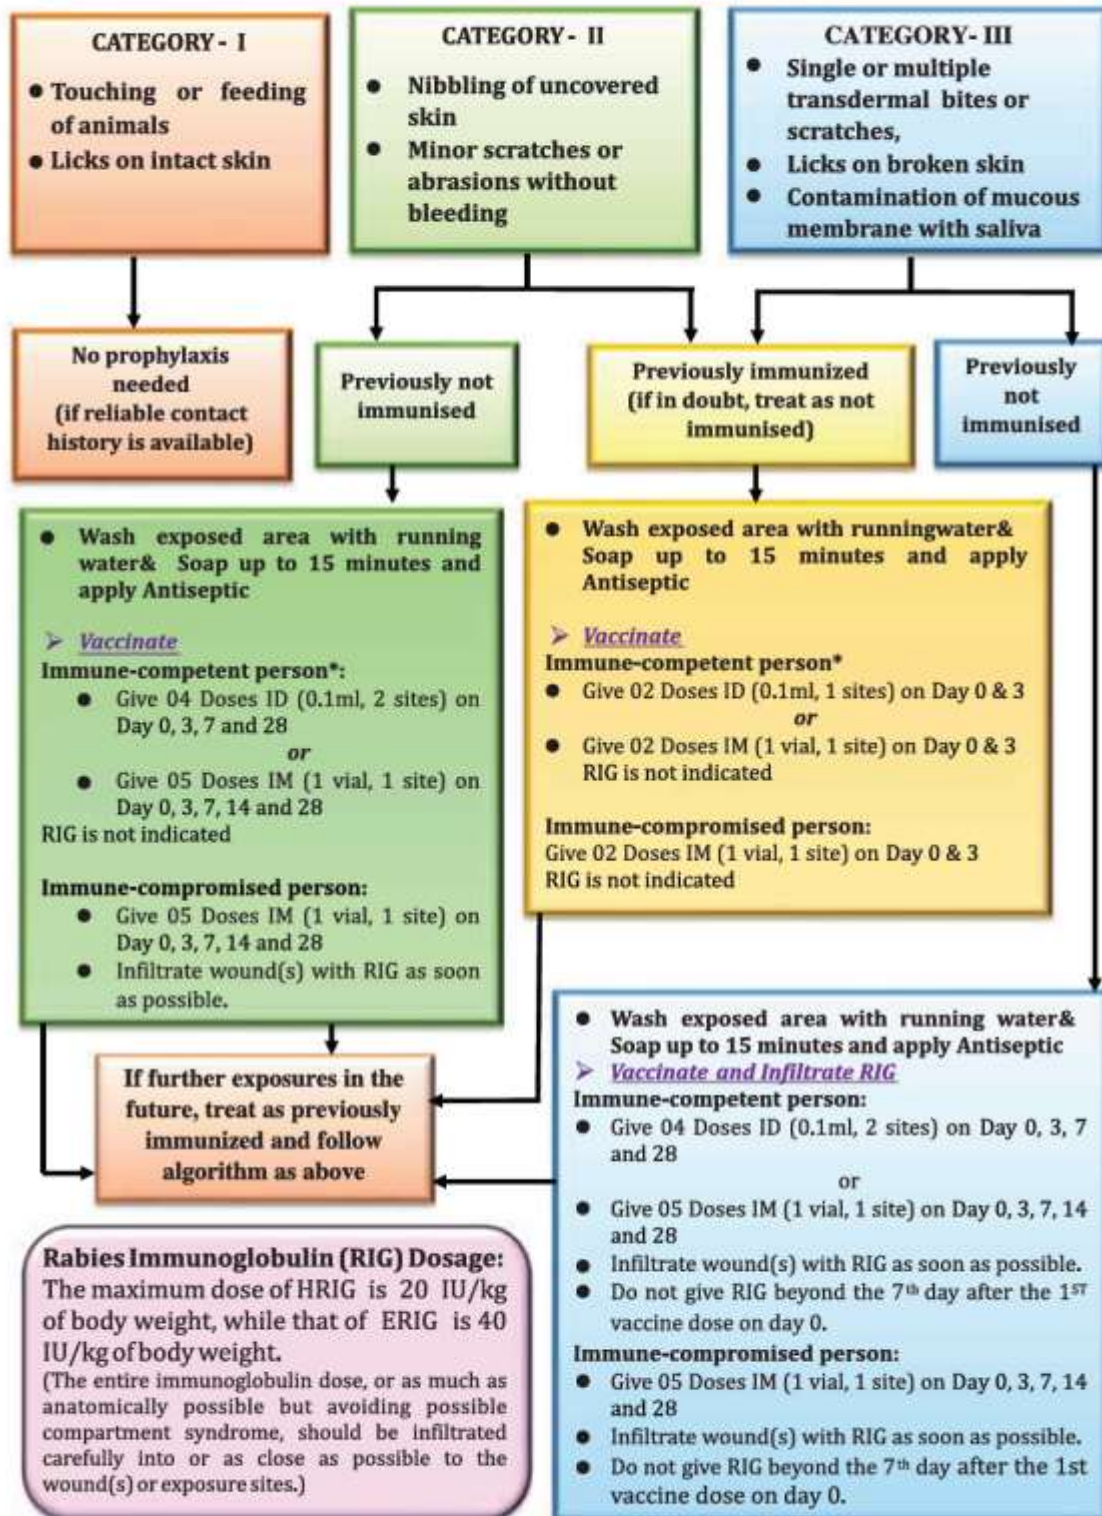 CATEGORY - I
● Touching or feeding
of animals
● Licks on intact skin
CATEGORY - II
● Nibbling of uncovered
skin
● Minor scratches or
abrasions without
bleeding
CATEGORY- III
● Single or multiple
transdermal bites or
scratches,
● Licks on broken skin
● Contamination of mucous
membrane with saliva
No prophylaxis
needed
(if reliable contact
history is available)
Previously not
immunised
Previously immunized
(if in doubt, treat as not
immunised)
Previously
not
immunised
● Wash exposed area with running
water& Soap up to 15 minutes and
apply Antiseptic
➢ Vaccinate
Immune-competent person*:
● Give 04 Doses ID (0.1ml, 2 sites) on
Day 0, 3, 7 and 28
or
● Give 05 Doses IM (1 vial, 1 site) on
Day 0, 3, 7, 14 and 28
RIG is not indicated
Immune-compromised person:
● Give 05 Doses IM (1 vial, 1 site) on
Day 0, 3, 7, 14 and 28
● Infiltrate wound(s) with RIG as soon
as possible.
● Wash exposed area with runningwater&
Soap up to 15 minutes and apply
Antiseptic
➢ Vaccinate
Immune-competent person*
● Give 02 Doses ID (0.1ml, 1 sites) on Day 0 & 3
or
● Give 02 Doses IM (1 vial, 1 site) on Day 0 & 3
RIG is not indicated
Immune-compromised person:
Give 02 Doses IM (1 vial, 1 site) on Day 0 & 3
RIG is not indicated
If further exposures in the
future, treat as previously
immunized and follow
algorithm as above
● Wash exposed area with running water&
Soap up to 15 minutes and apply Antiseptic
➢ Vaccinate and Infiltrate RIG
Immune-competent person:
● Give 04 Doses ID (0.1ml, 2 sites) on Day 0, 3, 7
and 28
or
● Give 05 Doses IM (1 vial, 1 site) on Day 0, 3, 7, 14
and 28
● Infiltrate wound(s) with RIG as soon as possible.
● Do not give RIG beyond the 7th day after the 1ST
vaccine dose on day 0.
Immune-compromised person:
● Give 05 Doses IM (1 vial, 1 site) on Day 0, 3, 7, 14
and 28
● Infiltrate wound(s) with RIG as soon as possible.
● Do not give RIG beyond the 7th day after the 1st
vaccine dose on day 0.
Rabies Immunoglobulin (RIG) Dosage:
The maximum dose of HRIG is 20 IU/kg
of body weight, while that of ERIG is 40
IU/kg of body weight.
(The entire immunoglobulin dose, or as much as
anatomically possible but avoiding possible
compartment syndrome, should be infiltrated
carefully into or as close as possible to the
wound(s) or exposure sites.)